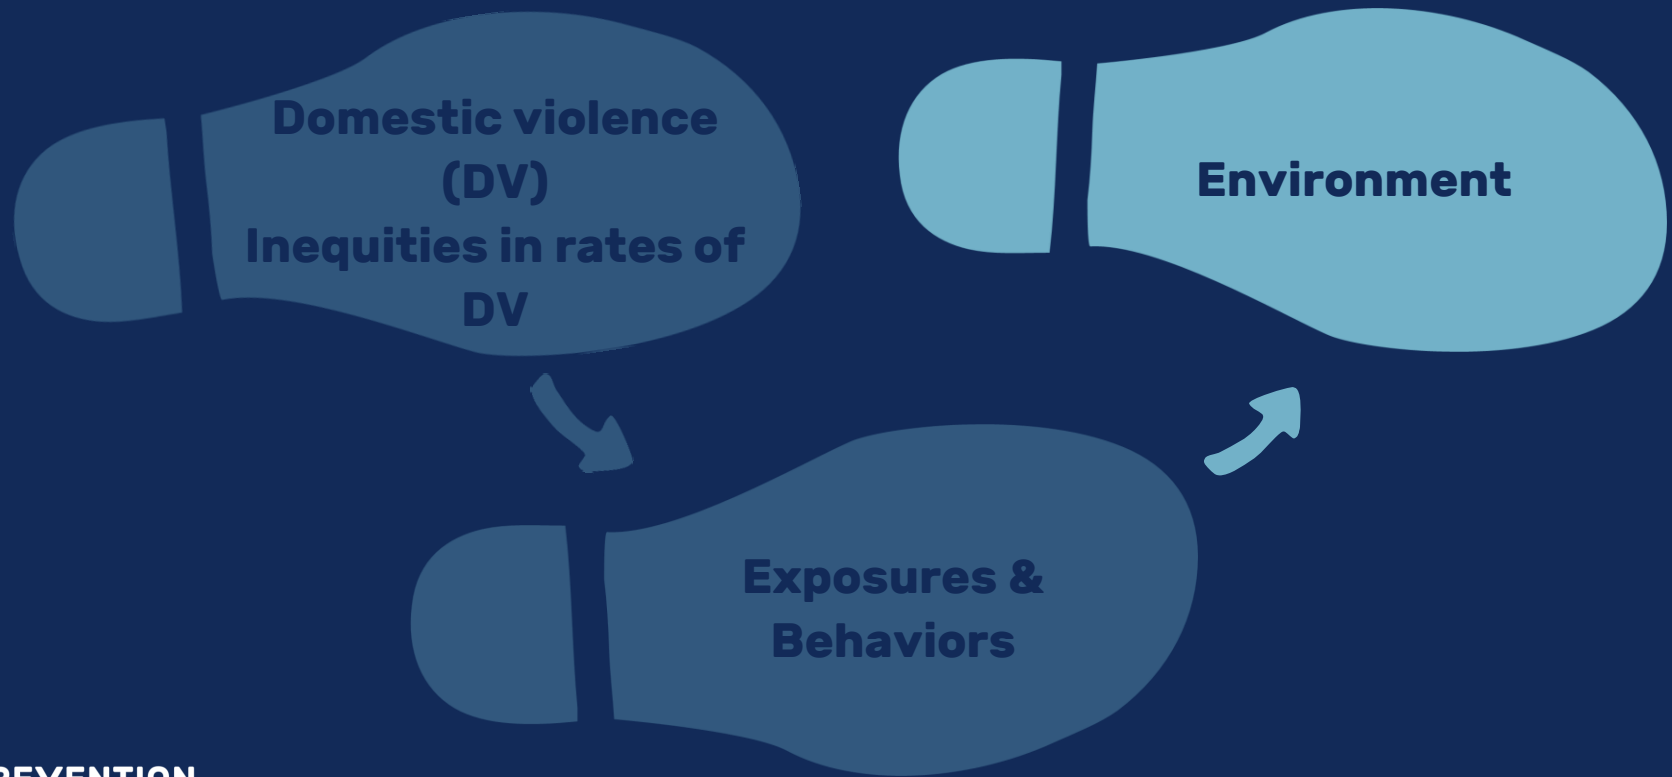 Domestic violence
(DV)
Inequities in rates of
DV
Environment
Exposures &
Behaviors